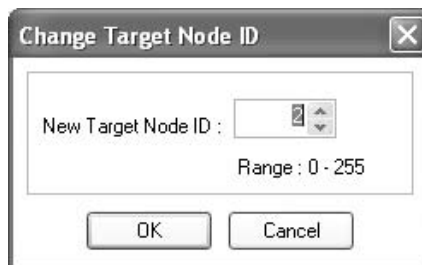 Change Target Node ID
New Target Node ID : 2
Range : 0 - 255
OK Cancel